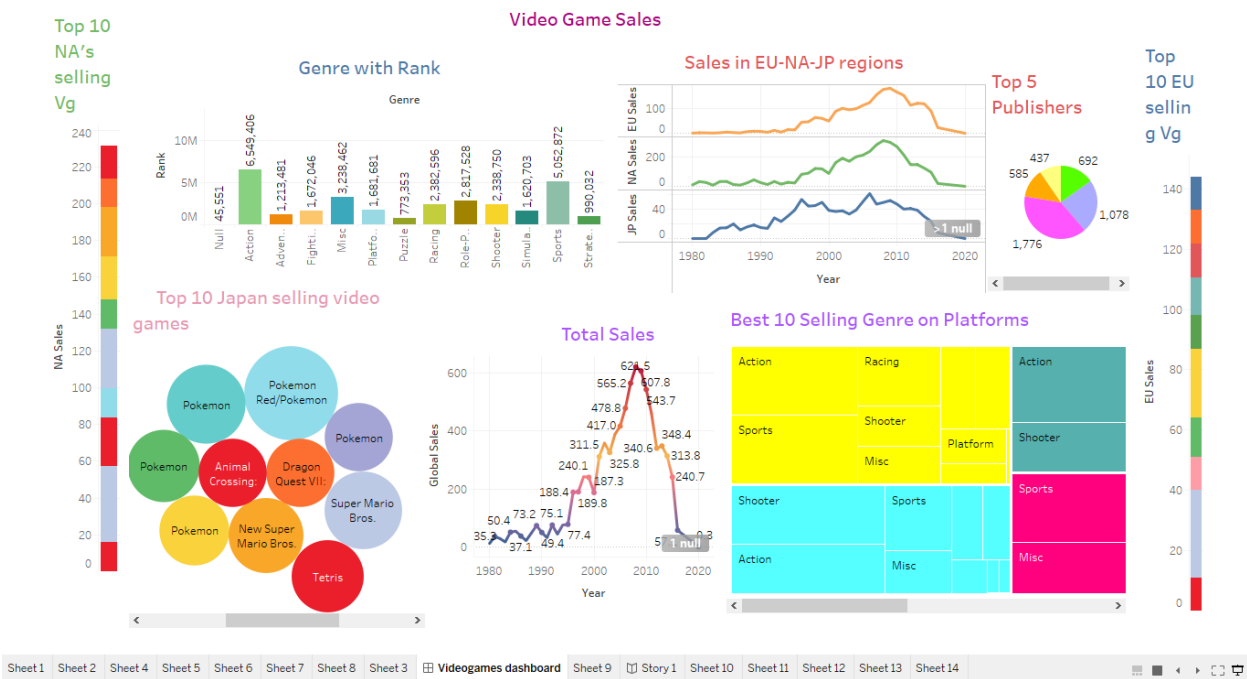 Video Game Sales
Top 10
NA's
selling
Vg
240
220
200
180
160
140
120
100
80
60
40
20
0
NA Sales
Genre with Rank
Genre
Rank
10M
5M
0M
45,551
6,549,406
1,213,481
1,672,046
3,238,462
1,681,681
773,353
2,382,596
2,817,528
2,338,750
1,620,703
5,052,872
990,032
Null
Action
Adven..
Fighti..
Misc
Platfo..
Puzzle
Racing
Role-P..
Shooter
Simula..
Sports
Strate..
Sales in EU-NA-JP regions
EU Sales
100
0
NA Sales
200
0
JP Sales
40
0
>1 null
1980
1990
2000
2010
2020
Year
Top 5
Publishers
437
692
585
1,078
1,776
Top
10 EU
sellin
g Vg
140
120
100
80
60
40
20
0
EU Sales
Top 10 Japan selling video
games
Pokemon
Pokemon
Red/Pokemon
Pokemon
Pokemon
Animal
Crossing:
Dragon
Quest VII:
Super Mario
Bros.
Pokemon
New Super
Mario Bros.
Tetris
Total Sales
Global Sales
600
400
200
0
621.5
565.2
607.8
543.7
478.8
417.0
348.4
311.5
340.6
313.8
325.8
240.1
240.7
187.3
188.4
189.8
73.2
75.1
50.4
77.4
35.3
37.1
49.4
1 null
1980
1990
2000
2010
2020
Year
Best 10 Selling Genre on Platforms
Action
Racing
Action
Sports
Shooter
Platform
Shooter
Misc
Shooter
Sports
Sports
Action
Misc
Misc
Sheet 1
Sheet 2
Sheet 4
Sheet 5
Sheet 6
Sheet 7
Sheet 8
Sheet 3
Videogames dashboard
Sheet 9
Story 1
Sheet 10
Sheet 11
Sheet 12
Sheet 13
Sheet 14